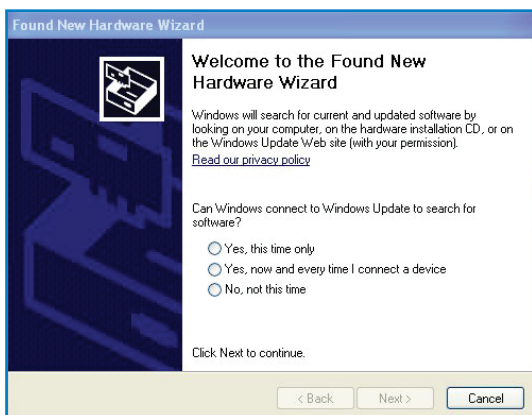 Found New Hardware Wizard
Welcome to the Found New
Hardware Wizard
Windows will search for current and updated software by
looking on your computer, on the hardware installation CD, or on
the Windows Update Web site (with your permission).
Read our privacy policy
Can Windows connect to Windows Update to search for
software?
Yes, this time only
Yes, now and every time I connect a device
No, not this time
Click Next to continue.
< Back Next > Cancel